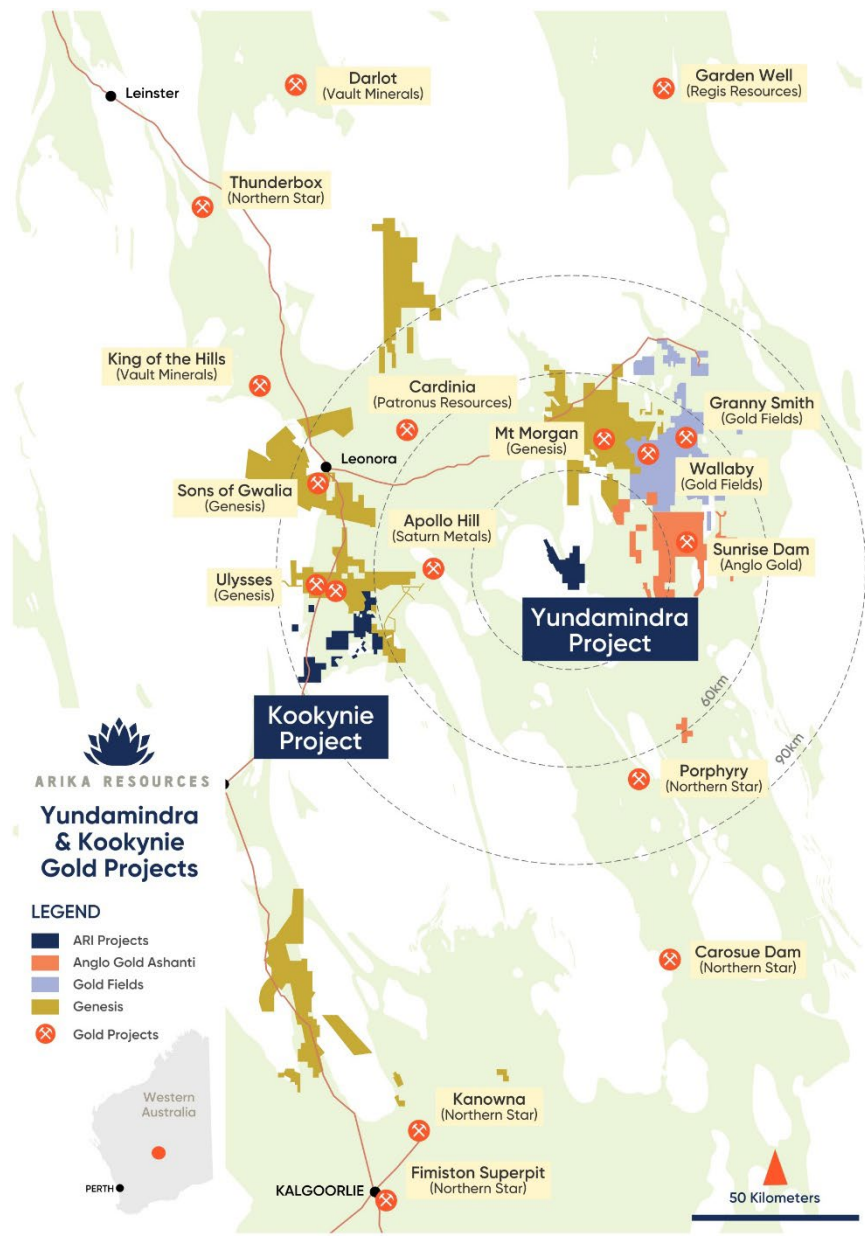 Leinster
Darlot
(Vault Minerals)
Garden Well
(Regis Resources)
Thunderbox
(Northern Star)
King of the Hills
(Vault Minerals)
Cardinia
(Patronus Resources)
Granny Smith
(Gold Fields)
Mt Morgan
(Genesis)
Leonora
Wallaby
(Gold Fields)
Sons of Gwalia
(Genesis)
Apollo Hill
(Saturn Metals)
Sunrise Dam
(Anglo Gold)
Ulysses
(Genesis)
Yundamindra
Project
Kookynie
Project
60km
90km
Porphyry
(Northern Star)
ARIKA RESOURCES
Yundamindra
& Kookynie
Gold Projects
LEGEND
ARI Projects
Anglo Gold Ashanti
Gold Fields
Genesis
Gold Projects
Carosue Dam
(Northern Star)
Western
Australia
PERTH
Kanowna
(Northern Star)
KALGOORLIE
Fimiston Superpit
(Northern Star)
50 Kilometers